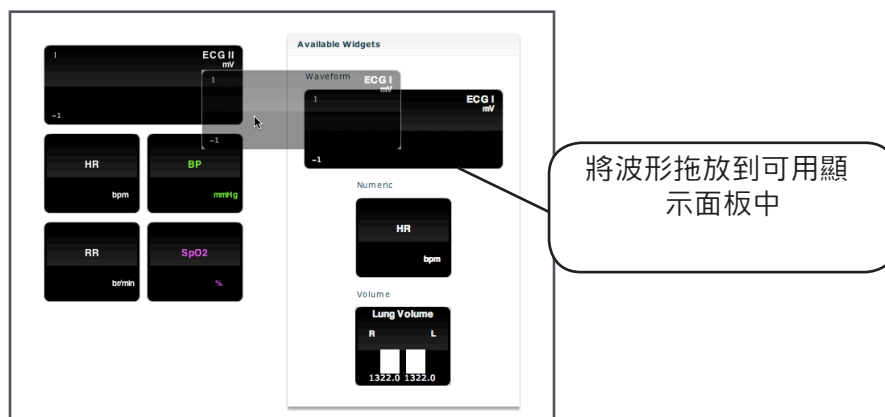 1
ECG II
mV
-1
HR
bpm
BP
mmHg
RR
br/min
SpO2
%
1
ECG I
mV
-1
Available Widgets
Waveform
1
ECG I
mV
-1
Numeric
HR
bpm
Volume
Lung Volume
R L
1322.0 1322.0
將波形拖放到可用顯
示面板中